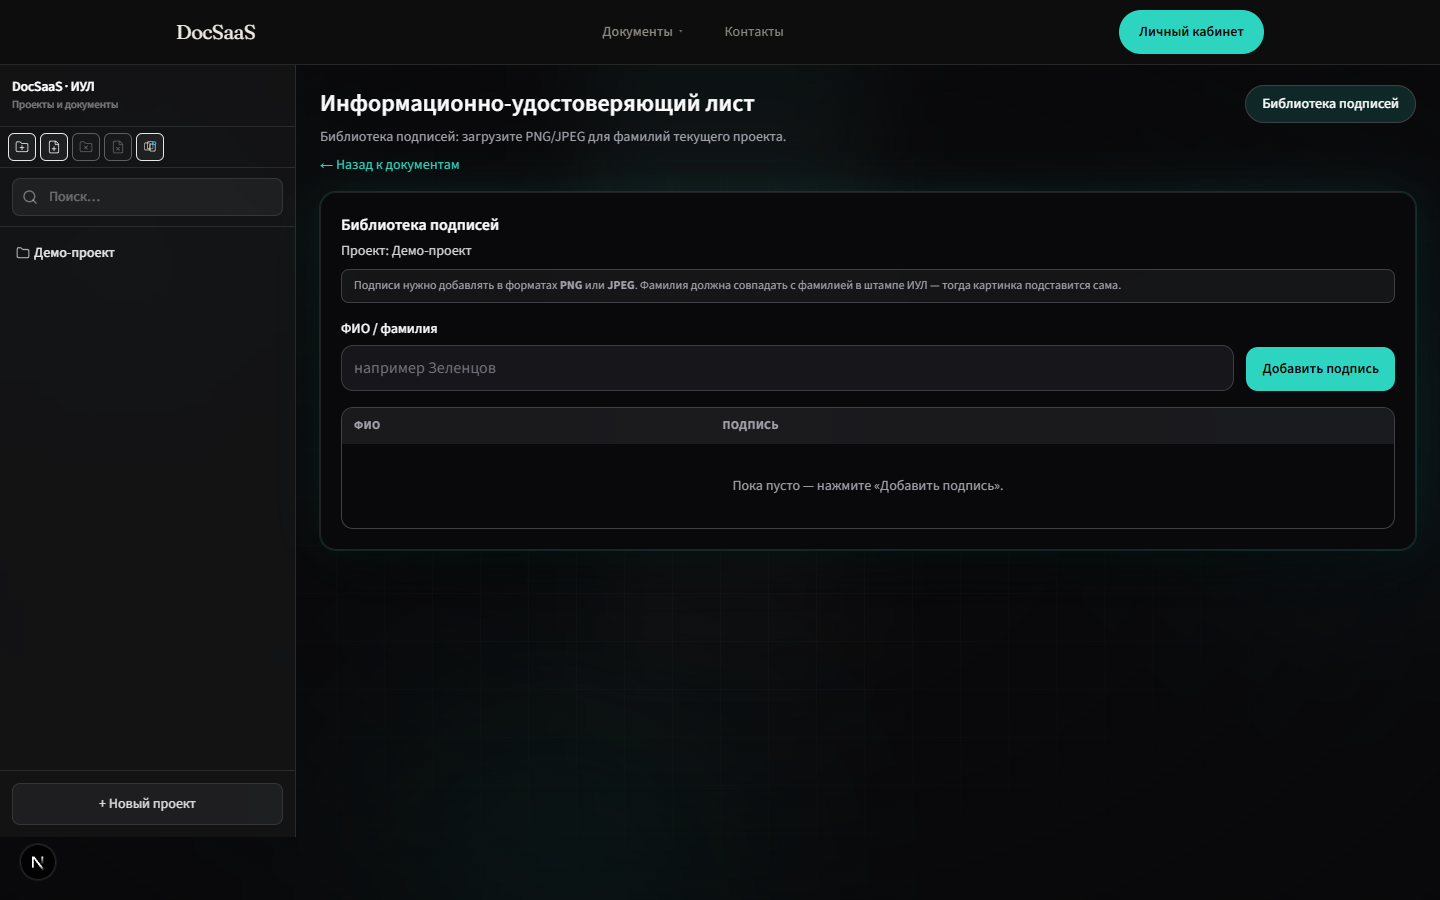 DocSaaS
Документы
Контакты
Личный кабинет
DocSaaS · ИУЛ
Проекты и документы
Поиск...
Демо-проект
+ Новый проект
N
Информационно-удостоверяющий лист
Библиотека подписей
Библиотека подписей: загрузите PNG/JPEG для фамилий текущего проекта.
← Назад к документам
Библиотека подписей
Проект: Демо-проект
Подписи нужно добавлять в форматах PNG или JPEG. Фамилия должна совпадать с фамилией в штампе ИУЛ — тогда картинка подставится сама.
ФИО / фамилия
например Зеленцов
Добавить подпись
ФИО
ПОДПИСЬ
Пока пусто — нажмите «Добавить подпись».